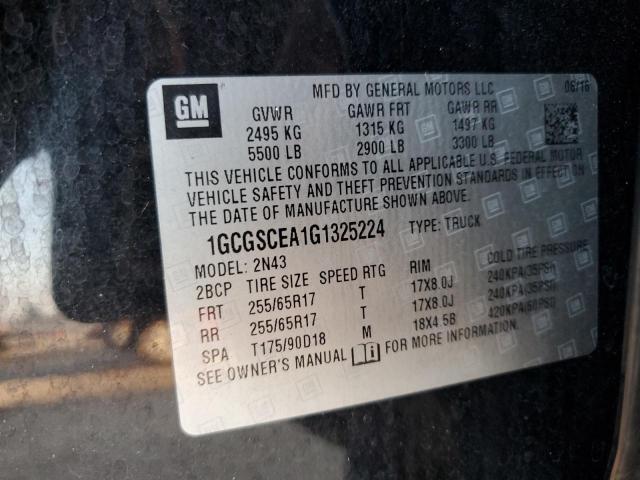 GM
MFD BY GENERAL MOTORS LLC 06/16
GVWR GAWR FRT GAWR RR
2495 KG 1315 KG 1497 KG
5500 LB 2900 LB 3300 LB
THIS VEHICLE CONFORMS TO ALL APPLICABLE U.S. FEDERAL MOTOR
VEHICLE SAFETY AND THEFT PREVENTION STANDARDS IN EFFECT ON
THE DATE OF MANUFACTURE SHOWN ABOVE.
1GCGSCEA1G1325224 TYPE: TRUCK
MODEL: 2N43
2BCP TIRE SIZE SPEED RTG RIM COLD TIRE PRESSURE
FRT 255/65R17 T 17X8.0J 240KPA(35PSI)
RR 255/65R17 T 17X8.0J 240KPA(35PSI)
SPA T175/90D18 M 18X4.5B 420KPA(60PSI)
SEE OWNER'S MANUAL FOR MORE INFORMATION.